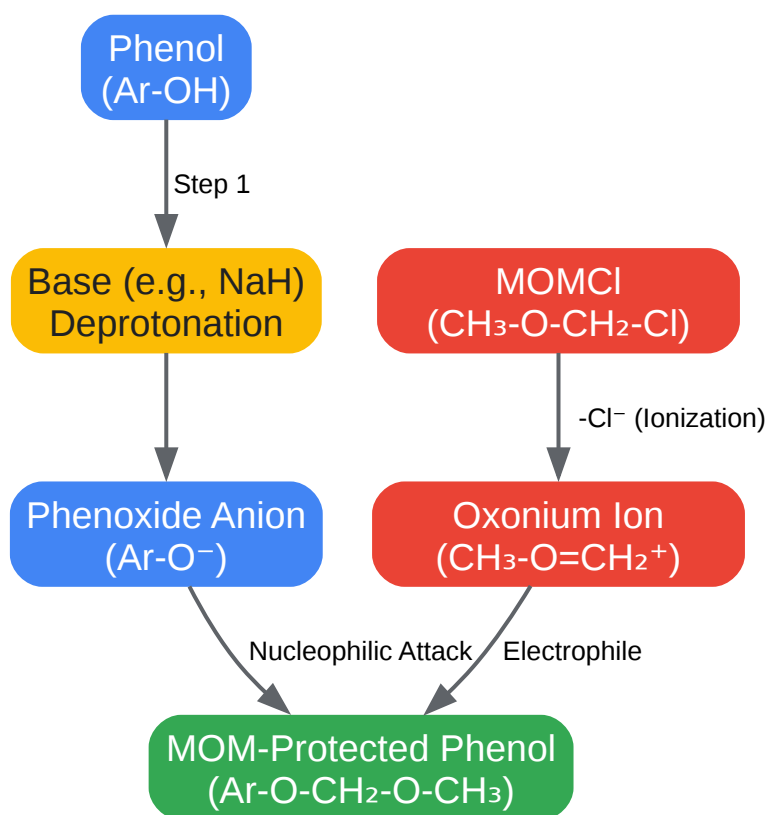 Phenol
(Ar-OH)
Step 1
Base (e.g., NaH)
Deprotonation
MOMCl
(CH₃-O-CH₂-Cl)
-Cl⁻ (Ionization)
Phenoxide Anion
(Ar-O⁻)
Oxonium Ion
(CH₃-O=CH₂⁺)
Nucleophilic Attack
Electrophile
MOM-Protected Phenol
(Ar-O-CH₂-O-CH₃)